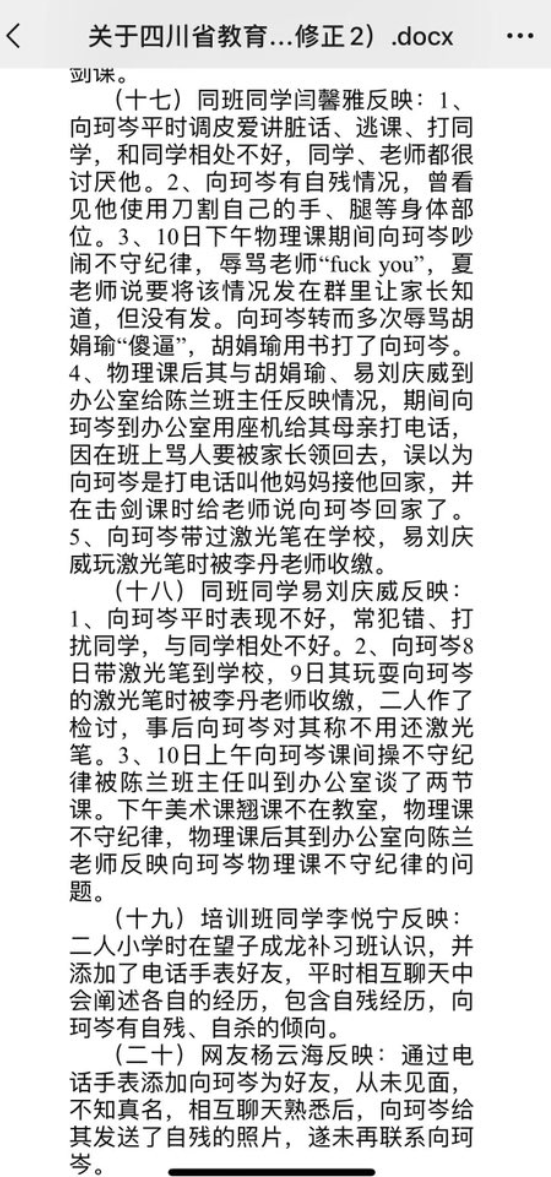 关于四川省教育...修正2）.docx
剑课。
（十七）同班同学闫馨雅反映：1、
向珂岑平时调皮爱讲脏话、逃课、打同
学，和同学相处不好，同学、老师都很
讨厌他。2、向珂岑有自残情况，曾看
见他使用刀割自己的手、腿等身体部
位。3、10日下午物理课期间向珂岑吵
闹不守纪律，辱骂老师“fuck you”，夏
老师说要将该情况发在群里让家长知
道，但没有发。向珂岑转而多次辱骂胡
娟瑜“傻逼”，胡娟瑜用书打了向珂岑。
4、物理课后其与胡娟瑜、易刘庆威到
办公室给陈兰班主任反映情况，期间向
珂岑到办公室用座机给其母亲打电话，
因在班上骂人要被家长领回去，误以为
向珂岑是打电话叫他妈妈接他回家，并
在击剑课时给老师说向珂岑回家了。
5、向珂岑带过激光笔在学校，易刘庆
威玩激光笔时被李丹老师收缴。
（十八）同班同学易刘庆威反映：
1、向珂岑平时表现不好，常犯错、打
扰同学，与同学相处不好。2、向珂岑8
日带激光笔到学校，9日其玩耍向珂岑
的激光笔时被李丹老师收缴，二人作了
检讨，事后向珂岑对其称不用还激光
笔。3、10日上午向珂岑课间操不守纪
律被陈兰班主任叫到办公室谈了两节
课。下午美术课翘课不在教室，物理课
不守纪律，物理课后其到办公室向陈兰
老师反映向珂岑物理课不守纪律的问
题。
（十九）培训班同学李悦宁反映：
二人小学时在望子成龙补习班认识，并
添加了电话手表好友，平时相互聊天中
会阐述各自的经历，包含自残经历，向
珂岑有自残、自杀的倾向。
（二十）网友杨云海反映：通过电
话手表添加向珂岑为好友，从未见面，
不知真名，相互聊天熟悉后，向珂岑给
其发送了自残的照片，遂未再联系向珂
岑。